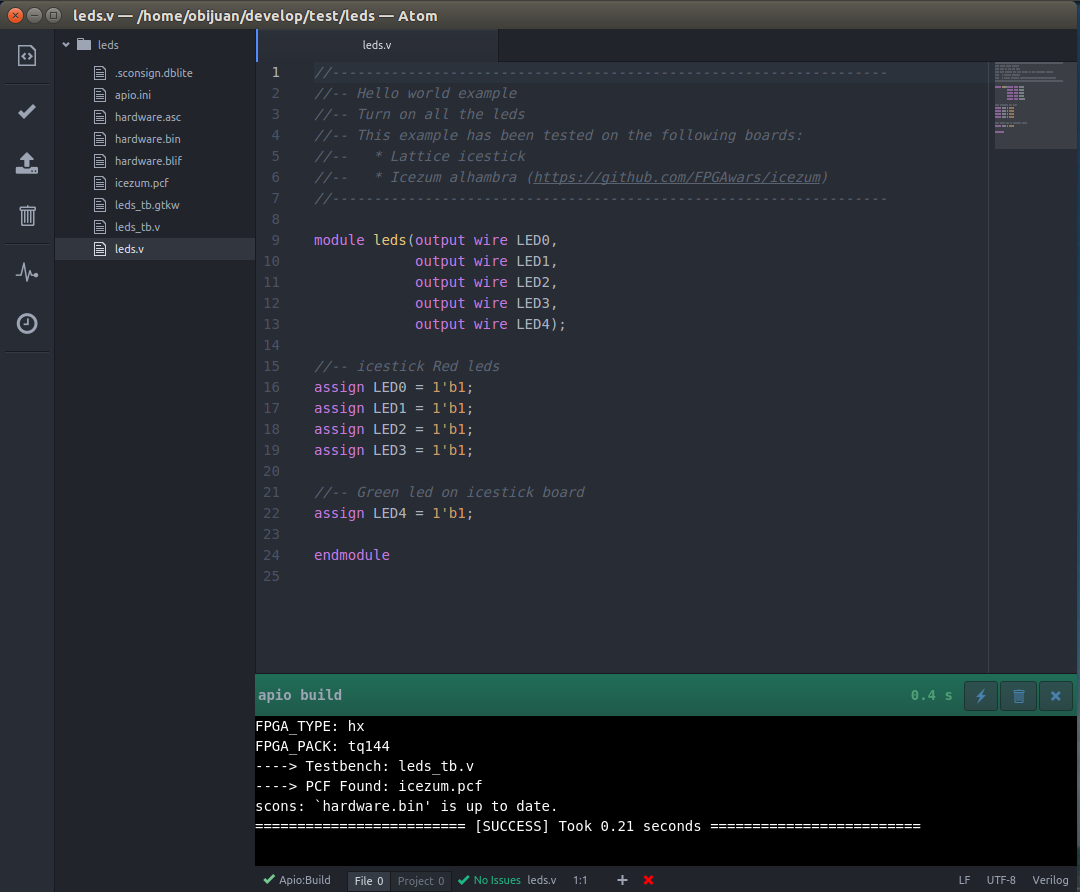 leds.v — /home/obijuan/develop/test/leds — Atom
leds
.sconsign.dblite
apio.ini
hardware.asc
hardware.bin
hardware.blif
icezum.pcf
leds_tb.gtkw
leds_tb.v
leds.v
leds.v
1 //------------------------------------------------------------------
2 //-- Hello world example
3 //-- Turn on all the leds
4 //-- This example has been tested on the following boards:
5 //--   * Lattice icestick
6 //--   * Icezum alhambra (https://github.com/FPGAwars/icezum)
7 //------------------------------------------------------------------
8
9 module leds(output wire LED0,
10             output wire LED1,
11             output wire LED2,
12             output wire LED3,
13             output wire LED4);
14
15 //-- icestick Red leds
16 assign LED0 = 1'b1;
17 assign LED1 = 1'b1;
18 assign LED2 = 1'b1;
19 assign LED3 = 1'b1;
20
21 //-- Green led on icestick board
22 assign LED4 = 1'b1;
23
24 endmodule
25
apio build 0.4 s
FPGA_TYPE: hx
FPGA_PACK: tq144
----> Testbench: leds_tb.v
----> PCF Found: icezum.pcf
scons: `hardware.bin' is up to date.
========================= [SUCCESS] Took 0.21 seconds =========================
Apio:Build File 0 Project 0 No Issues leds.v 1:1 + LF UTF-8 Verilog